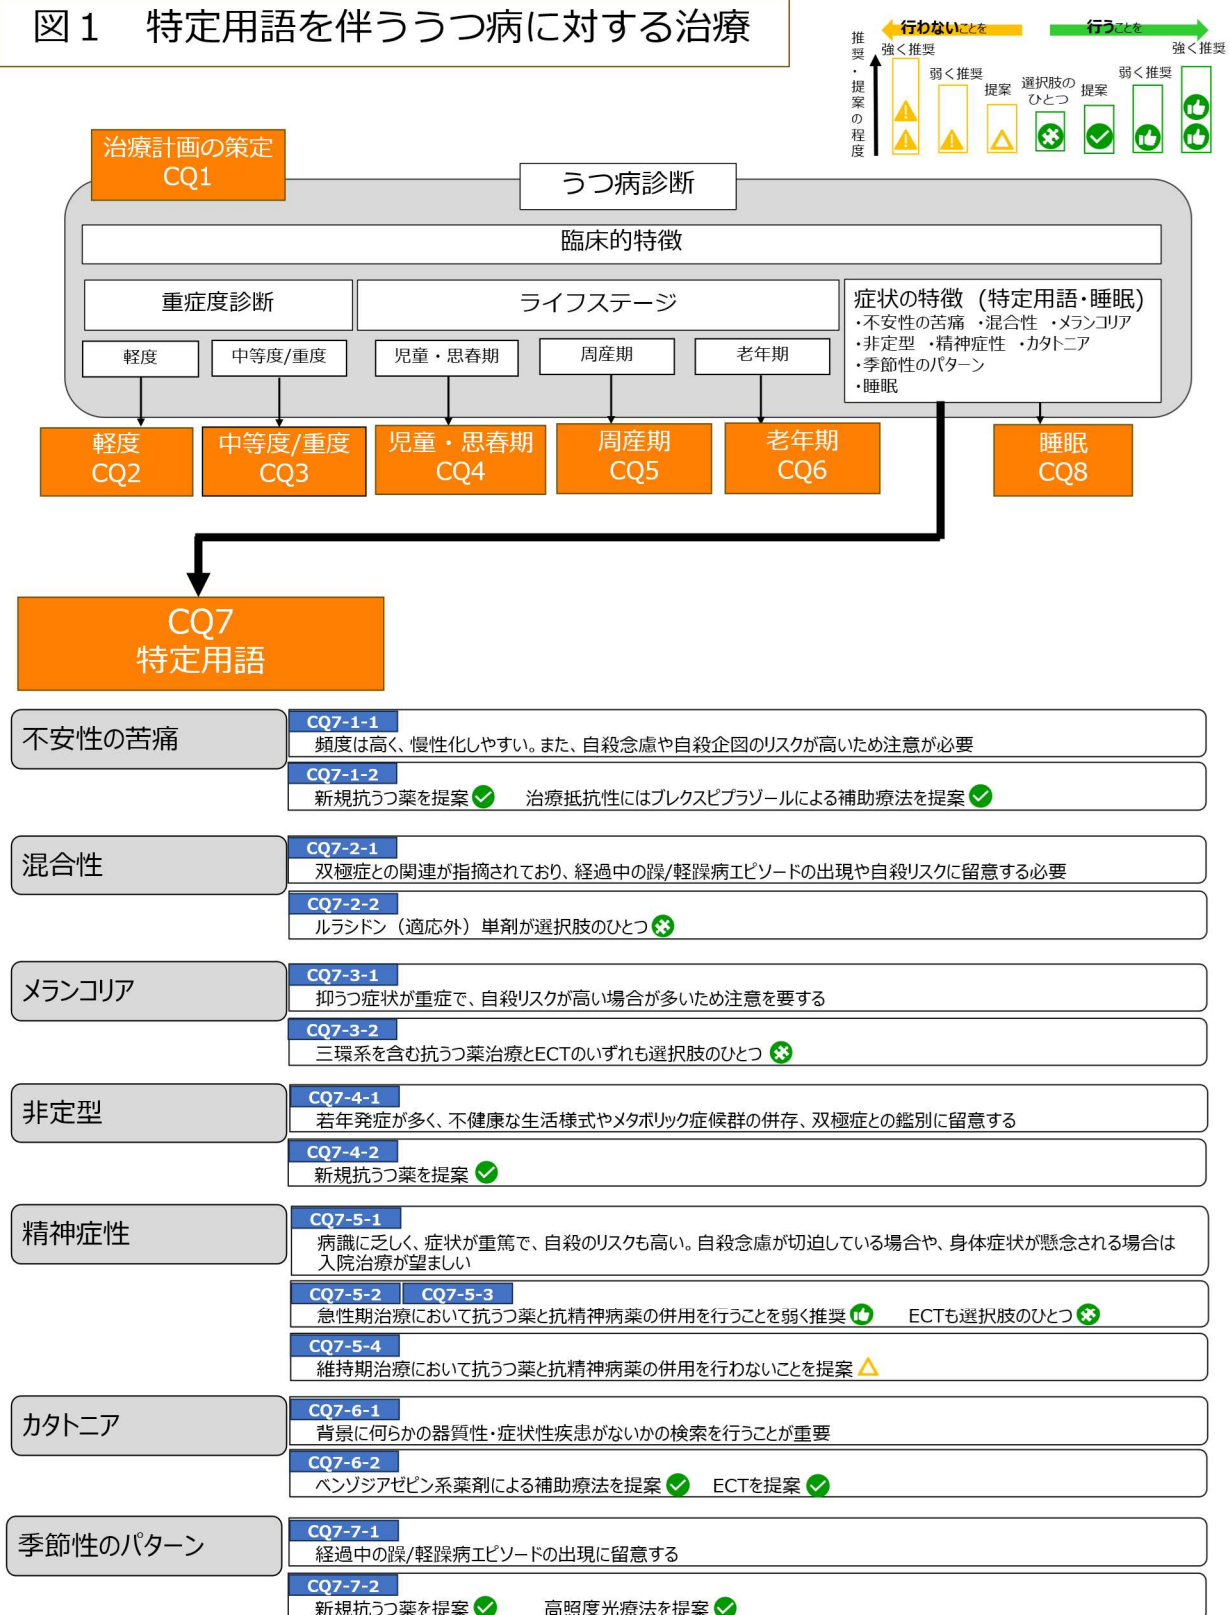 図1 特定用語を伴ううつ病に対する治療
推奨・提案の程度
行わないことを
行うことを
強く推奨
弱く推奨
提案
選択肢の
ひとつ
提案
弱く推奨
強く推奨
治療計画の策定
CQ1
うつ病診断
臨床的特徴
重症度診断
ライフステージ
症状の特徴 (特定用語・睡眠)
・不安性の苦痛 ・混合性 ・メランコリア
・非定型 ・精神症性 ・カタトニア
・季節性のパターン
・睡眠
軽度
中等度/重度
児童・思春期
周産期
老年期
軽度
CQ2
中等度/重度
CQ3
児童・思春期
CQ4
周産期
CQ5
老年期
CQ6
睡眠
CQ8
CQ7
特定用語
不安性の苦痛
CQ7-1-1
頻度は高く、慢性化しやすい。また、自殺念慮や自殺企図のリスクが高いため注意が必要
CQ7-1-2
新規抗うつ薬を提案 治療抵抗性にはブレクスピプラゾールによる補助療法を提案
混合性
CQ7-2-1
双極症との関連が指摘されており、経過中の躁/軽躁病エピソードの出現や自殺リスクに留意する必要
CQ7-2-2
ルラシドン（適応外）単剤が選択肢のひとつ
メランコリア
CQ7-3-1
抑うつ症状が重症で、自殺リスクが高い場合が多いため注意を要する
CQ7-3-2
三環系を含む抗うつ薬治療とECTのいずれも選択肢のひとつ
非定型
CQ7-4-1
若年発症が多く、不健康な生活様式やメタボリック症候群の併存、双極症との鑑別に留意する
CQ7-4-2
新規抗うつ薬を提案
精神症性
CQ7-5-1
病識に乏しく、症状が重篤で、自殺のリスクも高い。自殺念慮が切迫している場合や、身体症状が懸念される場合は
入院治療が望ましい
CQ7-5-2 CQ7-5-3
急性期治療において抗うつ薬と抗精神病薬の併用を行うことを弱く推奨 ECTも選択肢のひとつ
CQ7-5-4
維持期治療において抗うつ薬と抗精神病薬の併用を行わないことを提案
カタトニア
CQ7-6-1
背景に何らかの器質性・症状性疾患がないかの検索を行うことが重要
CQ7-6-2
ベンゾジアゼピン系薬剤による補助療法を提案 ECTを提案
季節性のパターン
CQ7-7-1
経過中の躁/軽躁病エピソードの出現に留意する
CQ7-7-2
新規抗うつ薬を提案 高照度光療法を提案